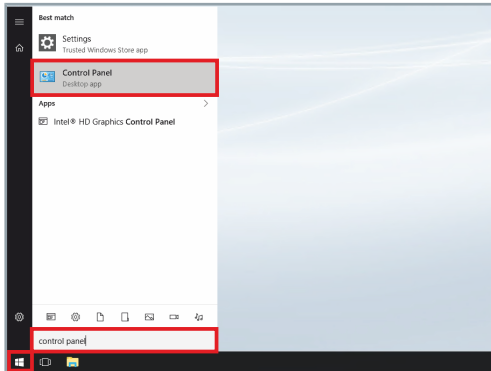 Best match
Settings
Trusted Windows Store app
Control Panel
Desktop app
Apps
Intel® HD Graphics Control Panel
control panel